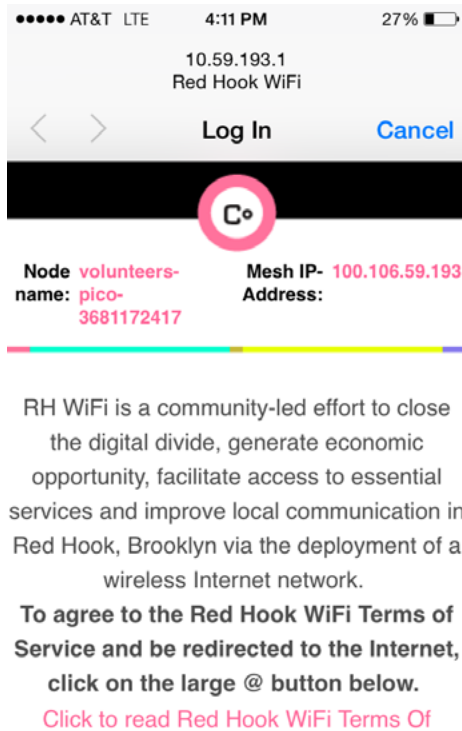 AT&T LTE 4:11 PM 27%
10.59.193.1
Red Hook WiFi
Log In Cancel
Co
Node name: volunteers-pico-3681172417
Mesh IP-Address: 100.106.59.193
RH WiFi is a community-led effort to close
the digital divide, generate economic
opportunity, facilitate access to essential
services and improve local communication in
Red Hook, Brooklyn via the deployment of a
wireless Internet network.
To agree to the Red Hook WiFi Terms of
Service and be redirected to the Internet,
click on the large @ button below.
Click to read Red Hook WiFi Terms Of